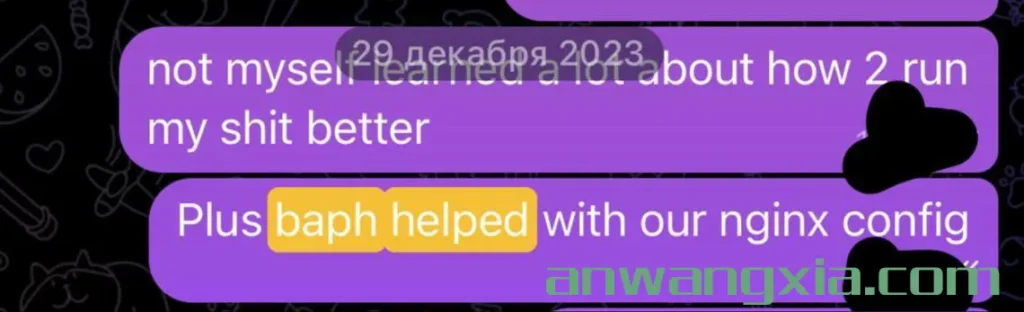 29 декабря 2023
not myself learned a lot about how 2 run
my shit better
Plus baph helped with our nginx config
anwangxia.com